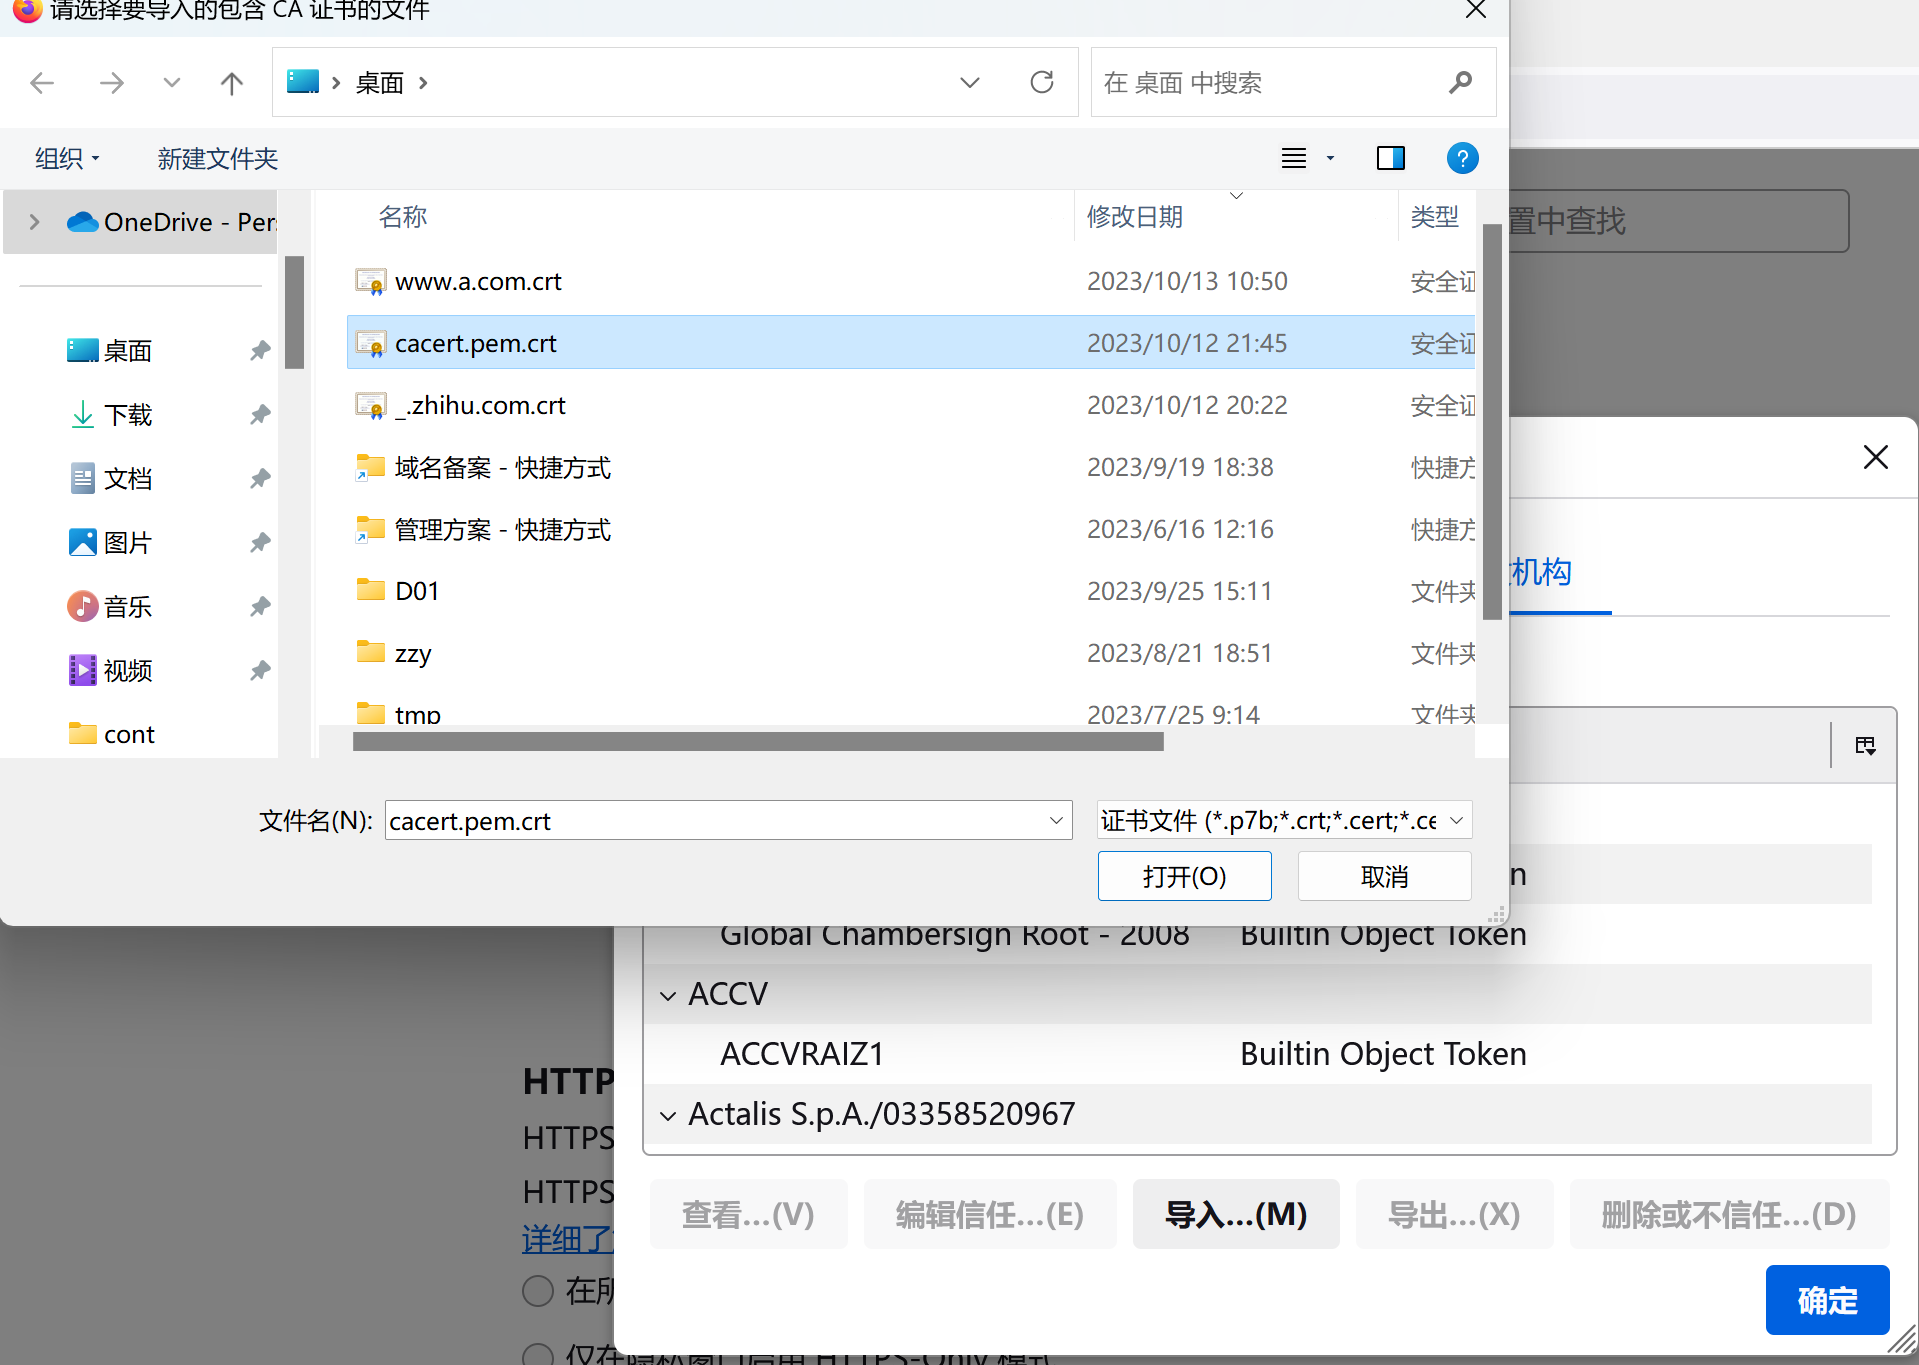 请选择要导入的包含 CA 证书的文件
桌面
在 桌面 中搜索
组织
新建文件夹
OneDrive - Per
名称
修改日期
类型
置中查找
www.a.com.crt
2023/10/13 10:50
安全证
cacert.pem.crt
2023/10/12 21:45
安全证
桌面
_.zhihu.com.crt
2023/10/12 20:22
安全证
下载
域名备案 - 快捷方式
2023/9/19 18:38
快捷方
文档
管理方案 - 快捷方式
2023/6/16 12:16
快捷方
图片
D01
2023/9/25 15:11
文件夹
机构
音乐
zzy
2023/8/21 18:51
文件夹
视频
tmp
2023/7/25 9:14
文件夹
cont
文件名(N):
cacert.pem.crt
证书文件 (*.p7b;*.crt;*.cert;*.ce
打开(O)
取消
n
Global Chambersign Root - 2008
Builtin Object Token
ACCV
ACCVRAIZ1
Builtin Object Token
Actalis S.p.A./03358520967
HTTP
HTTPS
HTTPS
详细了
在所
仅在隐私窗口启用 HTTPS-Only 模式
查看...(V)
编辑信任...(E)
导入...(M)
导出...(X)
删除或不信任...(D)
确定